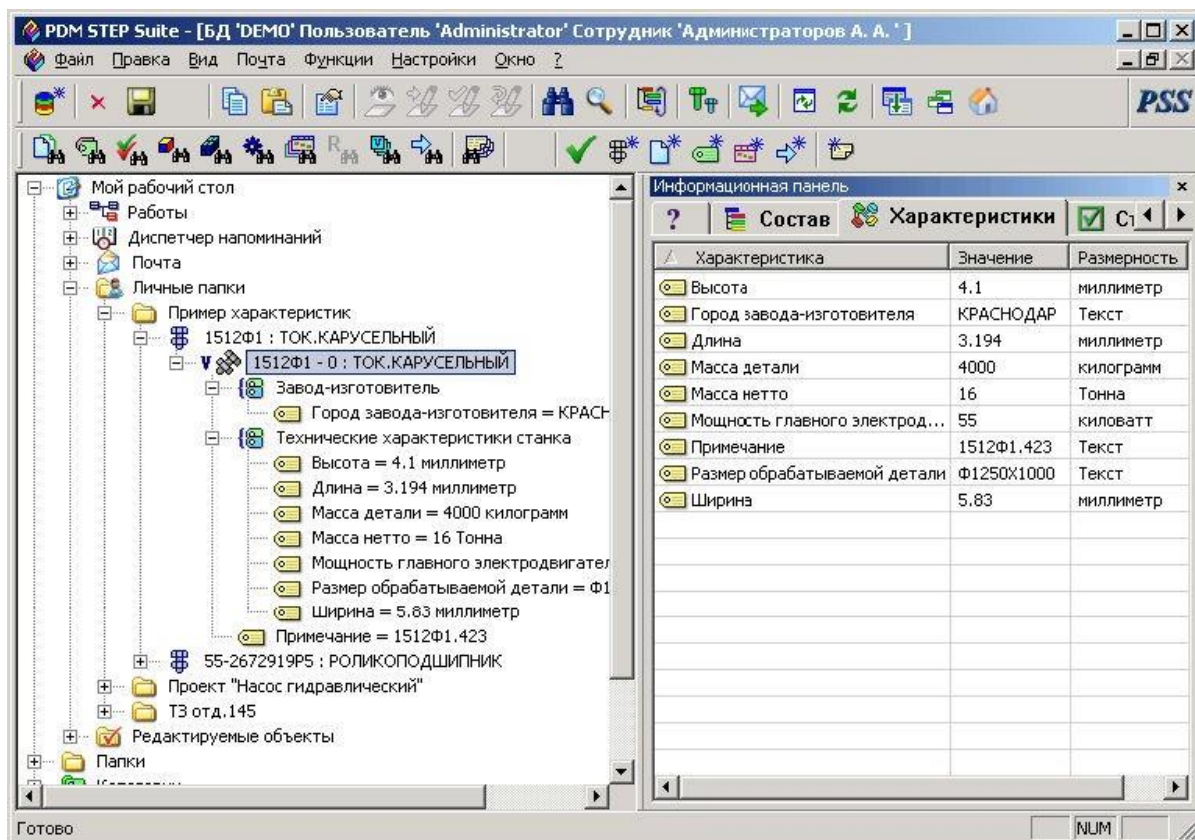 PDM STEP Suite - [БД 'DEMO' Пользователь 'Administrator' Сотрудник 'Администраторов А. А. ' ]
Файл Правка Вид Почта Функции Настройки Окно ?
PSS
Мой рабочий стол
Работы
Диспетчер напоминаний
Почта
Личные папки
Пример характеристик
1512Ф1 : ТОК.КАРУСЕЛЬНЫЙ
V 1512Ф1 - 0 : ТОК.КАРУСЕЛЬНЫЙ
Завод-изготовитель
Город завода-изготовителя = КРАСН
Технические характеристики станка
Высота = 4.1 миллиметр
Длина = 3.194 миллиметр
Масса детали = 4000 килограмм
Масса нетто = 16 Тонна
Мощность главного электродвигател
Размер обрабатываемой детали = Ф1
Ширина = 5.83 миллиметр
Примечание = 1512Ф1.423
55-2672919Р5 : РОЛИКОПОДШИПНИК
Проект "Насос гидравлический"
ТЗ отд.145
Редактируемые объекты
Папки
Информационная панель
? Состав Характеристики Ст
Характеристика Значение Размерность
Высота 4.1 миллиметр
Город завода-изготовителя КРАСНОДАР Текст
Длина 3.194 миллиметр
Масса детали 4000 килограмм
Масса нетто 16 Тонна
Мощность главного электрод... 55 киловатт
Примечание 1512Ф1.423 Текст
Размер обрабатываемой детали Ф1250Х1000 Текст
Ширина 5.83 миллиметр
Готово
NUM